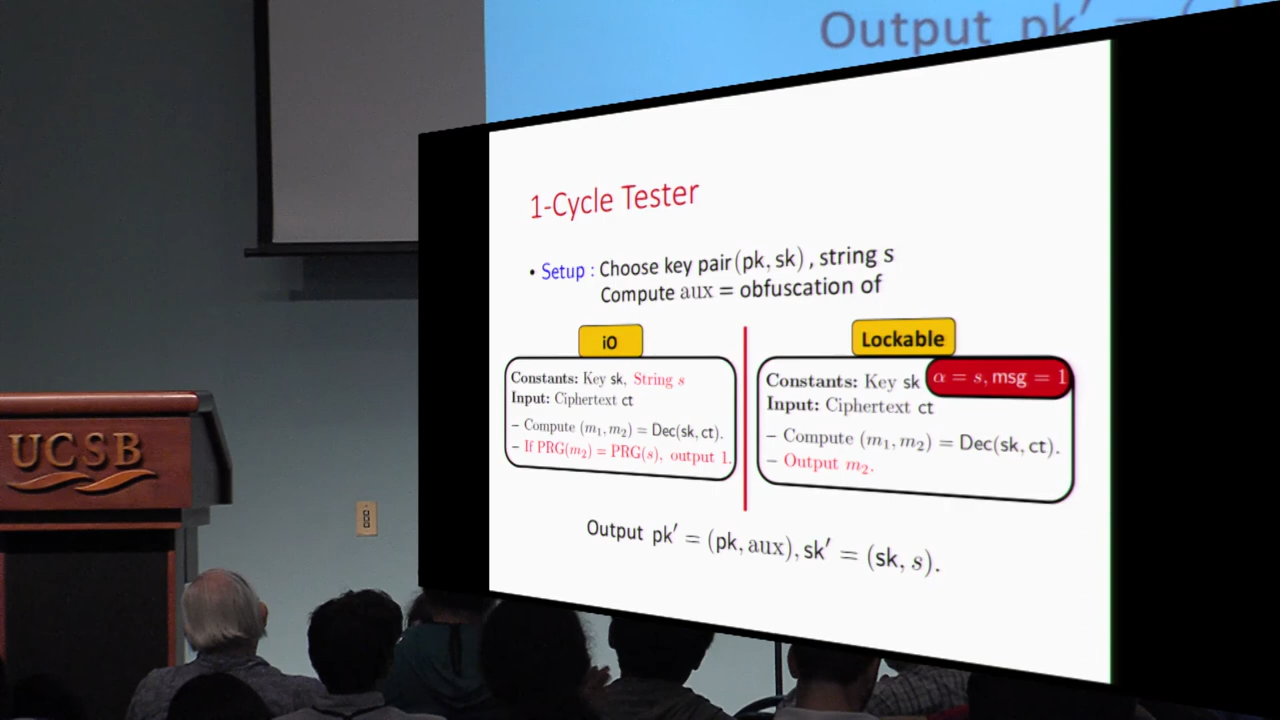 Output pk′ = (
1-Cycle Tester
• Setup : Choose key pair (pk, sk) , string s
Compute aux = obfuscation of
iO
Constants: Key sk, String s
Input: Ciphertext ct
– Compute (m₁, m₂) = Dec(sk, ct).
– If PRG(m₂) = PRG(s), output 1.
Lockable
Constants: Key sk α = s, msg = 1
Input: Ciphertext ct
– Compute (m₁, m₂) = Dec(sk, ct).
– Output m₂.
Output pk′ = (pk, aux), sk′ = (sk, s).
UCSB